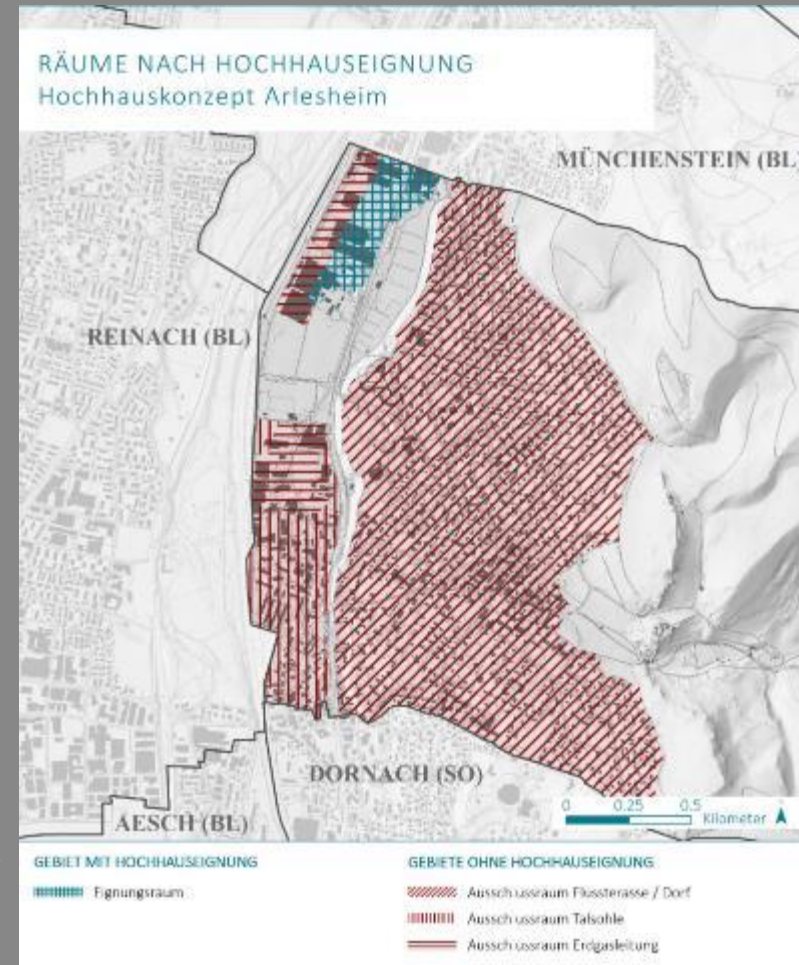 RÄUME NACH HOCHHAUSEIGNUNG
Hochhauskonzept Arlesheim
MÜNCHENSTEIN (BL)
REINACH (BL)
DORNACH (SO)
AESCH (BL)
0 0.25 0.5
Kilometer
GEBIET MIT HOCHHAUSEIGNUNG
Eignungsraum
GEBIETE OHNE HOCHHAUSEIGNUNG
Ausschlussraum Flussterasse / Dorf
Ausschlussraum Talsohle
Ausschlussraum Erdgasleitung